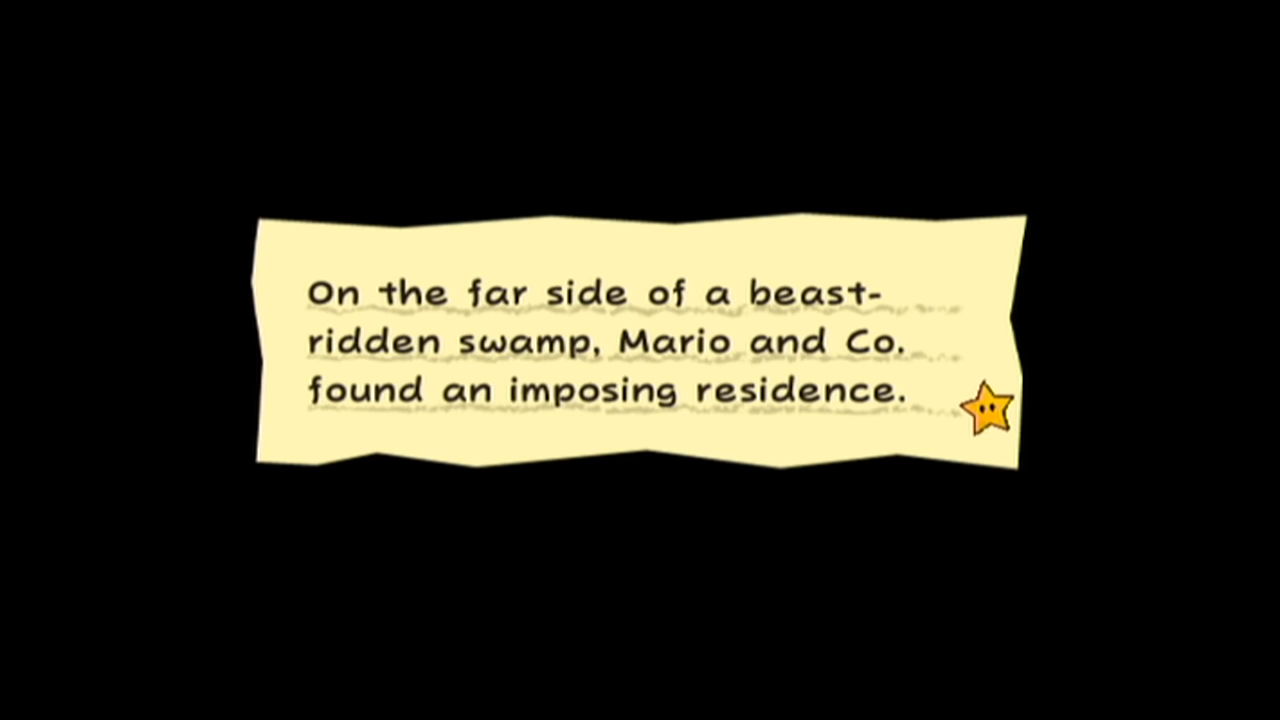 On the far side of a beast-
ridden swamp, Mario and Co.
found an imposing residence.